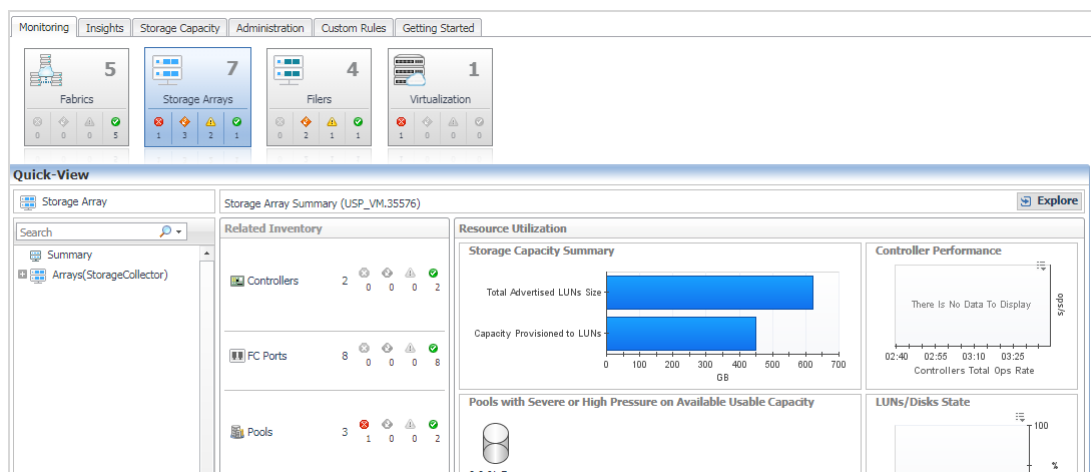 Monitoring Insights Storage Capacity Administration Custom Rules Getting Started
5 7 4 1
Fabrics Storage Arrays Filers Virtualization
0 0 0 5 1 3 2 1 0 2 1 1 1 0 0 0
Quick-View
Storage Array
Storage Array Summary (USP_VM.35576)
Explore
Search
Summary
Arrays(StorageCollector)
Related Inventory
Controllers 2 0 0 0 2
FC Ports 8 0 0 0 8
Pools 3 1 0 0 2
Resource Utilization
Storage Capacity Summary
Total Advertised LUNs Size
Capacity Provisioned to LUNs
0 100 200 300 400 500 600 700
GB
Controller Performance
There Is No Data To Display
ops/s
02:40 02:55 03:10 03:25
Controllers Total Ops Rate
Pools with Severe or High Pressure on Available Usable Capacity
LUNs/Disks State
100
%